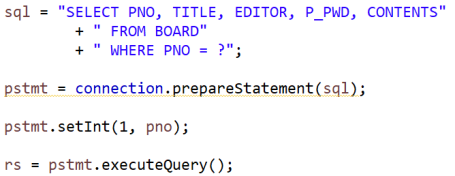 sql = "SELECT PNO, TITLE, EDITOR, P_PWD, CONTENTS"
+ " FROM BOARD"
+ " WHERE PNO = ?";
pstmt = connection.prepareStatement(sql);
pstmt.setInt(1, pno);
rs = pstmt.executeQuery();